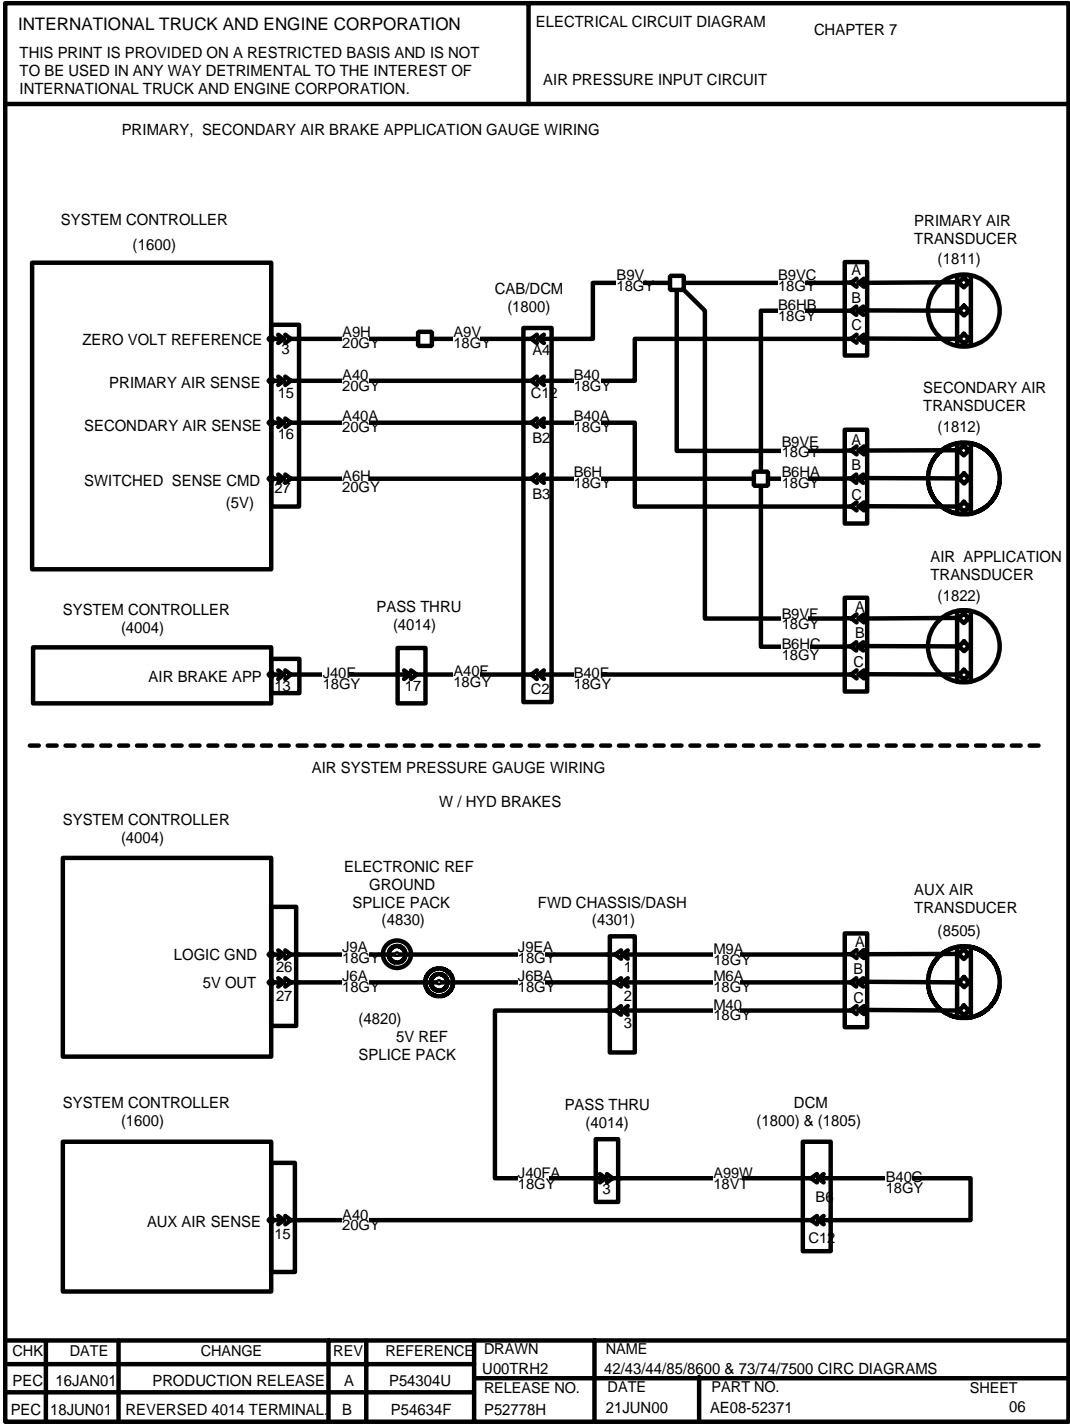 INTERNATIONAL TRUCK AND ENGINE CORPORATION
THIS PRINT IS PROVIDED ON A RESTRICTED BASIS AND IS NOT
TO BE USED IN ANY WAY DETRIMENTAL TO THE INTEREST OF
INTERNATIONAL TRUCK AND ENGINE CORPORATION.
ELECTRICAL CIRCUIT DIAGRAM
CHAPTER 7
AIR PRESSURE INPUT CIRCUIT
PRIMARY, SECONDARY AIR BRAKE APPLICATION GAUGE WIRING
SYSTEM CONTROLLER
(1600)
ZERO VOLT REFERENCE
PRIMARY AIR SENSE
SECONDARY AIR SENSE
SWITCHED SENSE CMD
(5V)
3
15
16
27
A9H
20GY
A9V
18GY
A40
20GY
A40A
20GY
A6H
20GY
CAB/DCM
(1800)
A4
C12
B2
B3
C2
B9V
18GY
B40
18GY
B40A
18GY
B6H
18GY
B9VC
18GY
B6HB
18GY
A
B
C
PRIMARY AIR
TRANSDUCER
(1811)
B9VE
18GY
B6HA
18GY
A
B
C
SECONDARY AIR
TRANSDUCER
(1812)
B9VF
18GY
B6HC
18GY
A
B
C
AIR APPLICATION
TRANSDUCER
(1822)
SYSTEM CONTROLLER
(4004)
AIR BRAKE APP
13
J40F
18GY
PASS THRU
(4014)
17
A40F
18GY
B40F
18GY
AIR SYSTEM PRESSURE GAUGE WIRING
W / HYD BRAKES
SYSTEM CONTROLLER
(4004)
LOGIC GND
5V OUT
26
27
J9A
18GY
J6A
18GY
ELECTRONIC REF
GROUND
SPLICE PACK
(4830)
(4820)
5V REF
SPLICE PACK
J9EA
18GY
J6BA
18GY
FWD CHASSIS/DASH
(4301)
1
2
3
M9A
18GY
M6A
18GY
M40
18GY
A
B
C
AUX AIR
TRANSDUCER
(8505)
SYSTEM CONTROLLER
(1600)
AUX AIR SENSE
15
A40
20GY
J40FA
18GY
PASS THRU
(4014)
3
A99W
18VT
DCM
(1800) & (1805)
B6
C12
B40G
18GY
CHK DATE CHANGE REV REFERENCE
PEC 16JAN01 PRODUCTION RELEASE A P54304U
PEC 18JUN01 REVERSED 4014 TERMINAL B P54634F
DRAWN
U00TRH2
NAME
42/43/44/85/8600 & 73/74/7500 CIRC DIAGRAMS
RELEASE NO.
P52778H
DATE
21JUN00
PART NO.
AE08-52371
SHEET
06